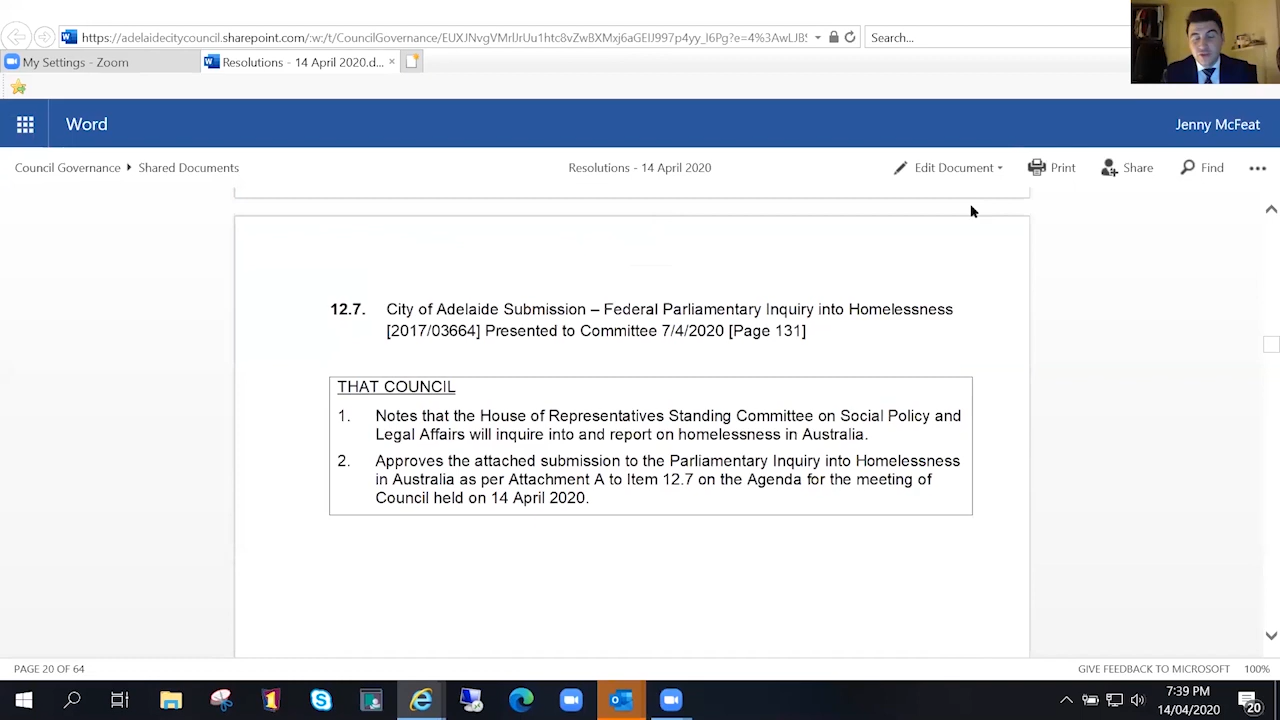 https://adelaidecitycouncil.sharepoint.com/:w:/t/CouncilGovernance/
Search...
My Settings - Zoom
Resolutions - 14 April 2020.d...
Word
Jenny McFeat
Council Governance
Shared Documents
Resolutions - 14 April 2020
Edit Document
Print
Share
Find
12.7. City of Adelaide Submission – Federal Parliamentary Inquiry into Homelessness
[2017/03664] Presented to Committee 7/4/2020 [Page 131]
THAT COUNCIL
1. Notes that the House of Representatives Standing Committee on Social Policy and
Legal Affairs will inquire into and report on homelessness in Australia.
2. Approves the attached submission to the Parliamentary Inquiry into Homelessness
in Australia as per Attachment A to Item 12.7 on the Agenda for the meeting of
Council held on 14 April 2020.
PAGE 20 OF 64
GIVE FEEDBACK TO MICROSOFT
100%
7:39 PM
14/04/2020
20